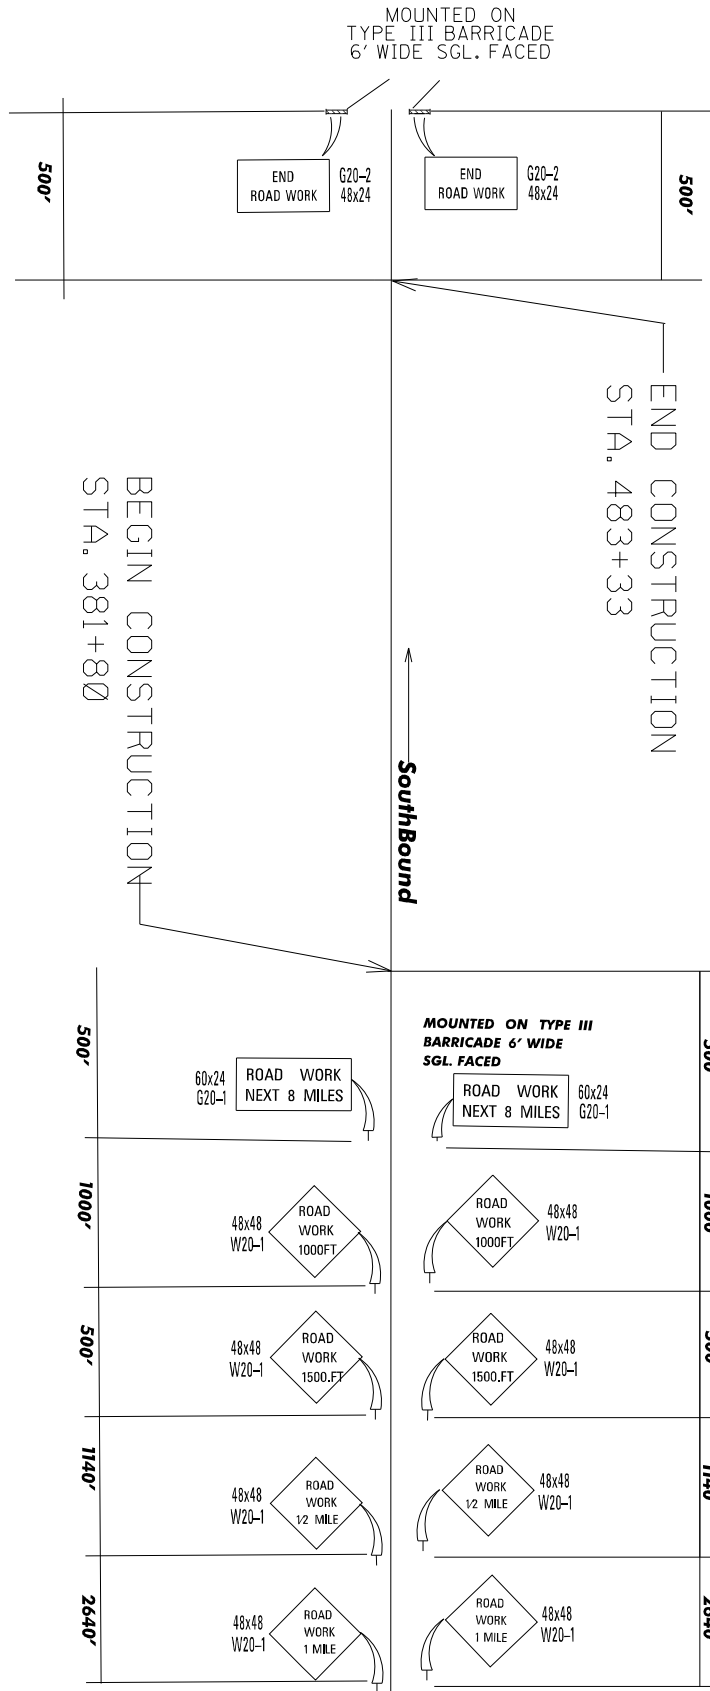 MOUNTED ON
TYPE III BARRICADE
6' WIDE SGL. FACED
500'
END
ROAD WORK
G20-2
48x24
END
ROAD WORK
G20-2
48x24
500'
END CONSTRUCTION
STA. 483+33
BEGIN CONSTRUCTION
STA. 381+80
SouthBound
500'
MOUNTED ON TYPE III
BARRICADE 6' WIDE
SGL. FACED
500'
60x24
G20-1
ROAD WORK
NEXT 8 MILES
ROAD WORK
NEXT 8 MILES
60x24
G20-1
1000'
48x48
W20-1
ROAD
WORK
1000FT
ROAD
WORK
1000FT
48x48
W20-1
1000'
500'
48x48
W20-1
ROAD
WORK
1500.FT
ROAD
WORK
1500.FT
48x48
W20-1
500'
1140'
48x48
W20-1
ROAD
WORK
1/2 MILE
ROAD
WORK
1/2 MILE
48x48
W20-1
1140'
2640'
48x48
W20-1
ROAD
WORK
1 MILE
ROAD
WORK
1 MILE
48x48
W20-1
2640'